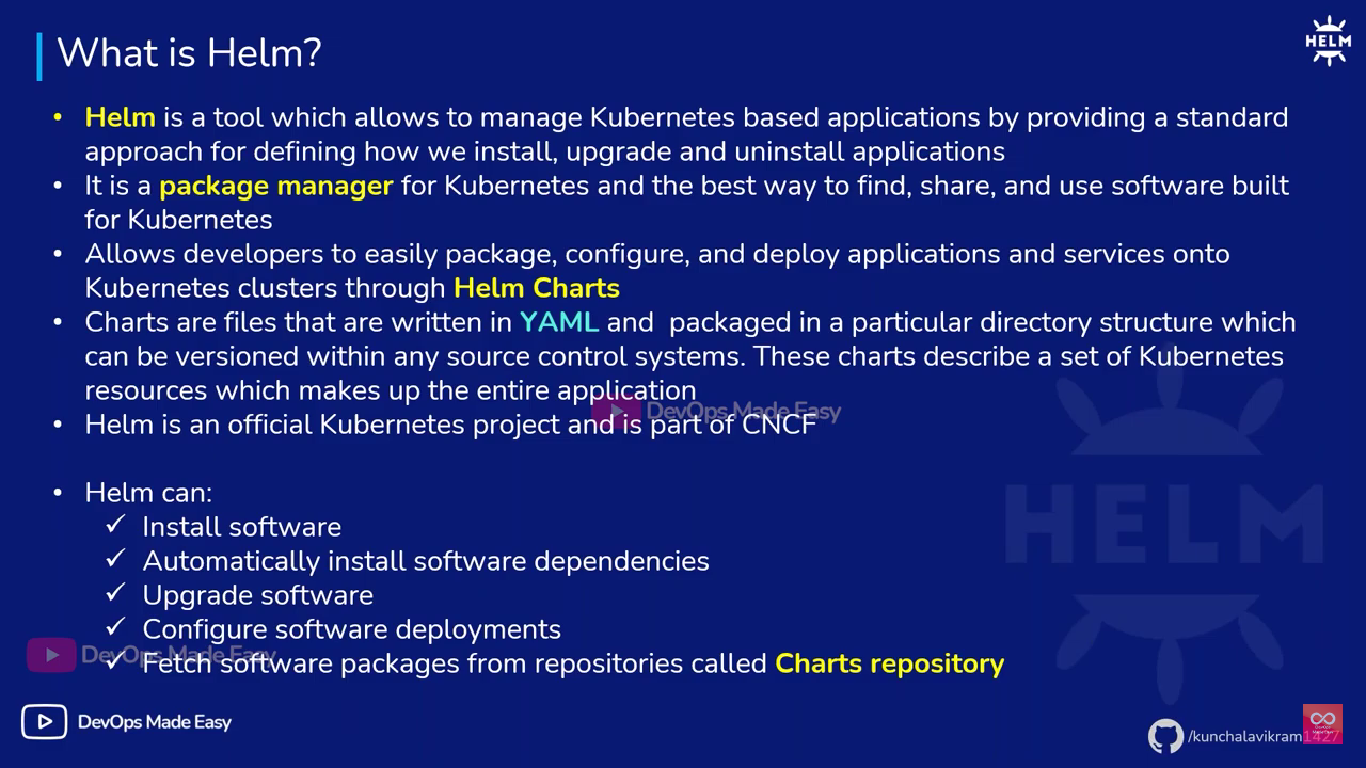 What is Helm?
HELM
• Helm is a tool which allows to manage Kubernetes based applications by providing a standard
approach for defining how we install, upgrade and uninstall applications
• It is a package manager for Kubernetes and the best way to find, share, and use software built
for Kubernetes
• Allows developers to easily package, configure, and deploy applications and services onto
Kubernetes clusters through Helm Charts
• Charts are files that are written in YAML and  packaged in a particular directory structure which
can be versioned within any source control systems. These charts describe a set of Kubernetes
resources which makes up the entire application
DevOps Made Easy
• Helm is an official Kubernetes project and is part of CNCF
• Helm can:
✓ Install software
HELM
✓ Automatically install software dependencies
✓ Upgrade software
✓ Configure software deployments
DevOps Made Easy
✓ Fetch software packages from repositories called Charts repository
DevOps Made Easy
/kunchalavikram1427